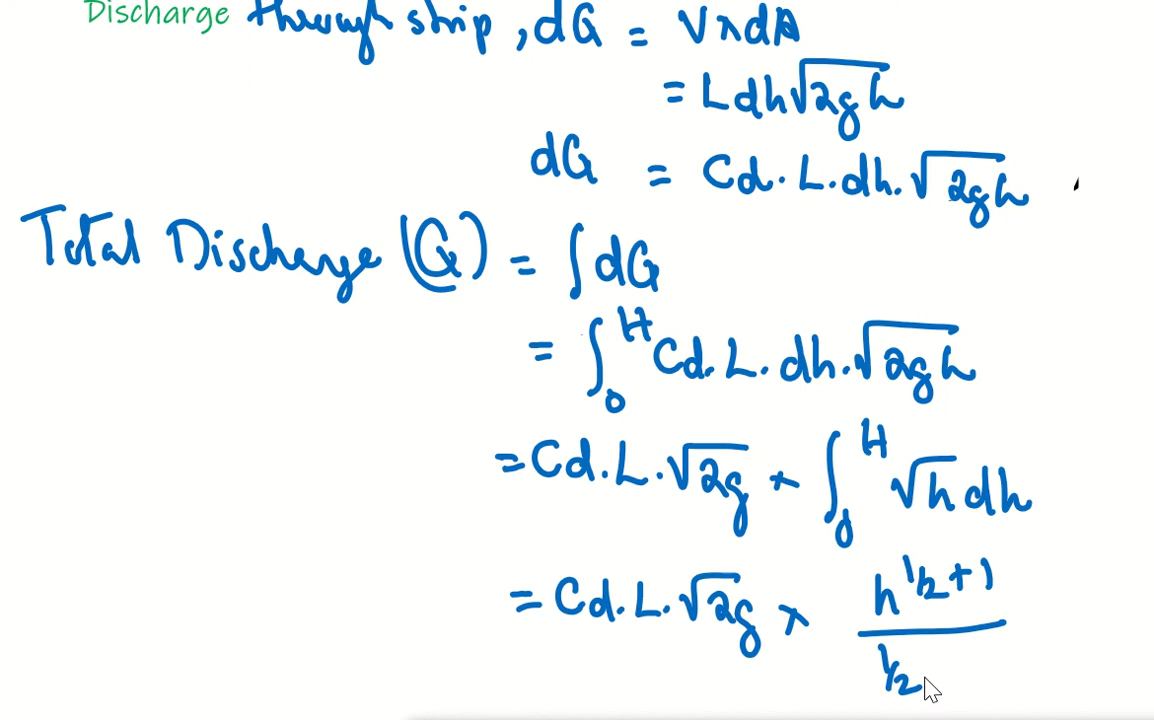 Discharge through strip, dQ = V x dA
= L dh √2gh
dQ = Cd. L. dh. √2gh
Total Discharge (Q) = ∫ dQ
= ∫₀ᴴ Cd. L. dh. √2gh
= Cd. L. √2g x ∫₀ᴴ √h dh
= Cd. L. √2g x h^1/2+1
1/2